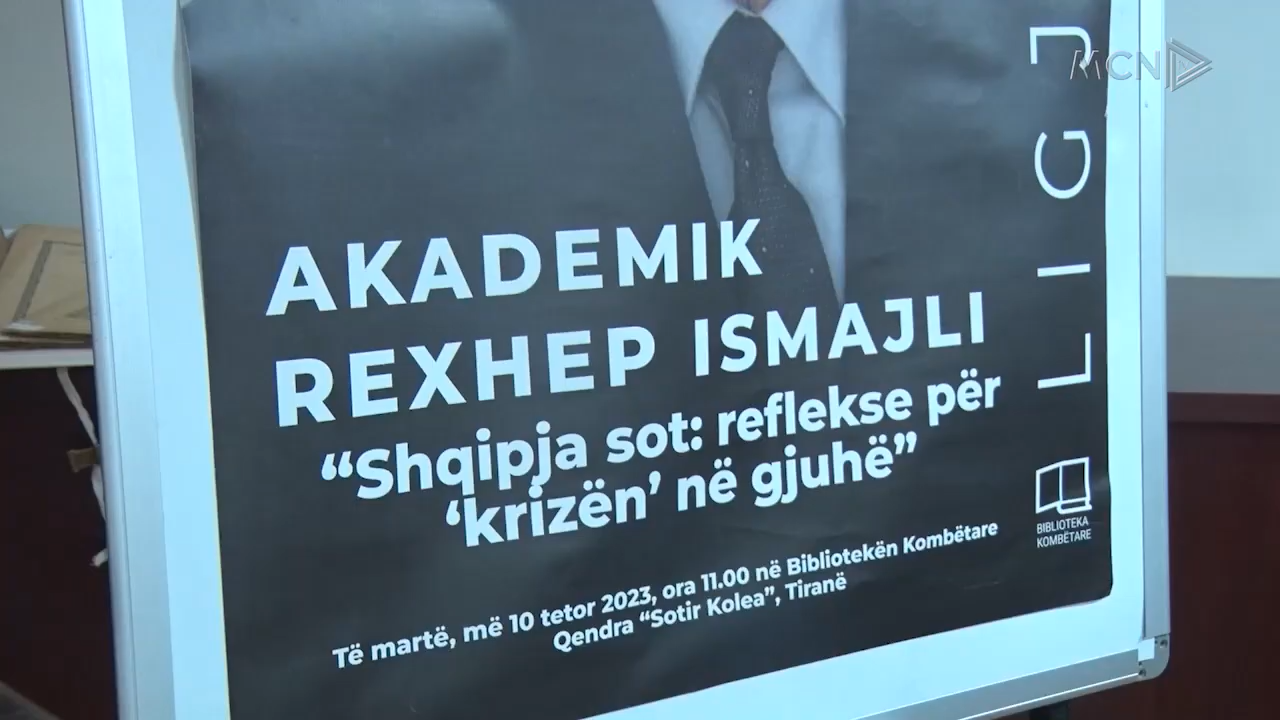 MCN
LIGJ
AKADEMIK
REXHEP ISMAJLI
“Shqipja sot: reflekse për
‘krizën’ në gjuhë”
Të martë, më 10 tetor 2023, ora 11.00 në Bibliotekën Kombëtare
Qendra “Sotir Kolea”, Tiranë
BIBLIOTEKA
KOMBËTARE